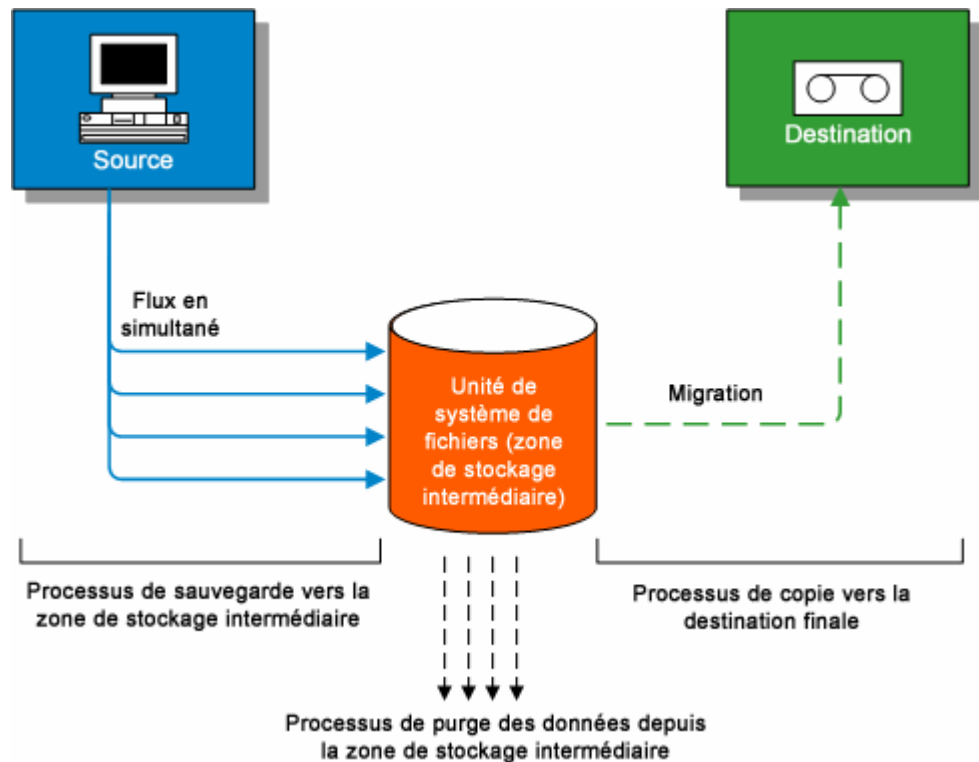 Source
Destination
Flux en
simultané
Unité de
système de
fichiers (zone
de stockage
intermédiaire)
Migration
Processus de sauvegarde vers la
zone de stockage intermédiaire
Processus de copie vers la
destination finale
Processus de purge des données depuis
la zone de stockage intermédiaire